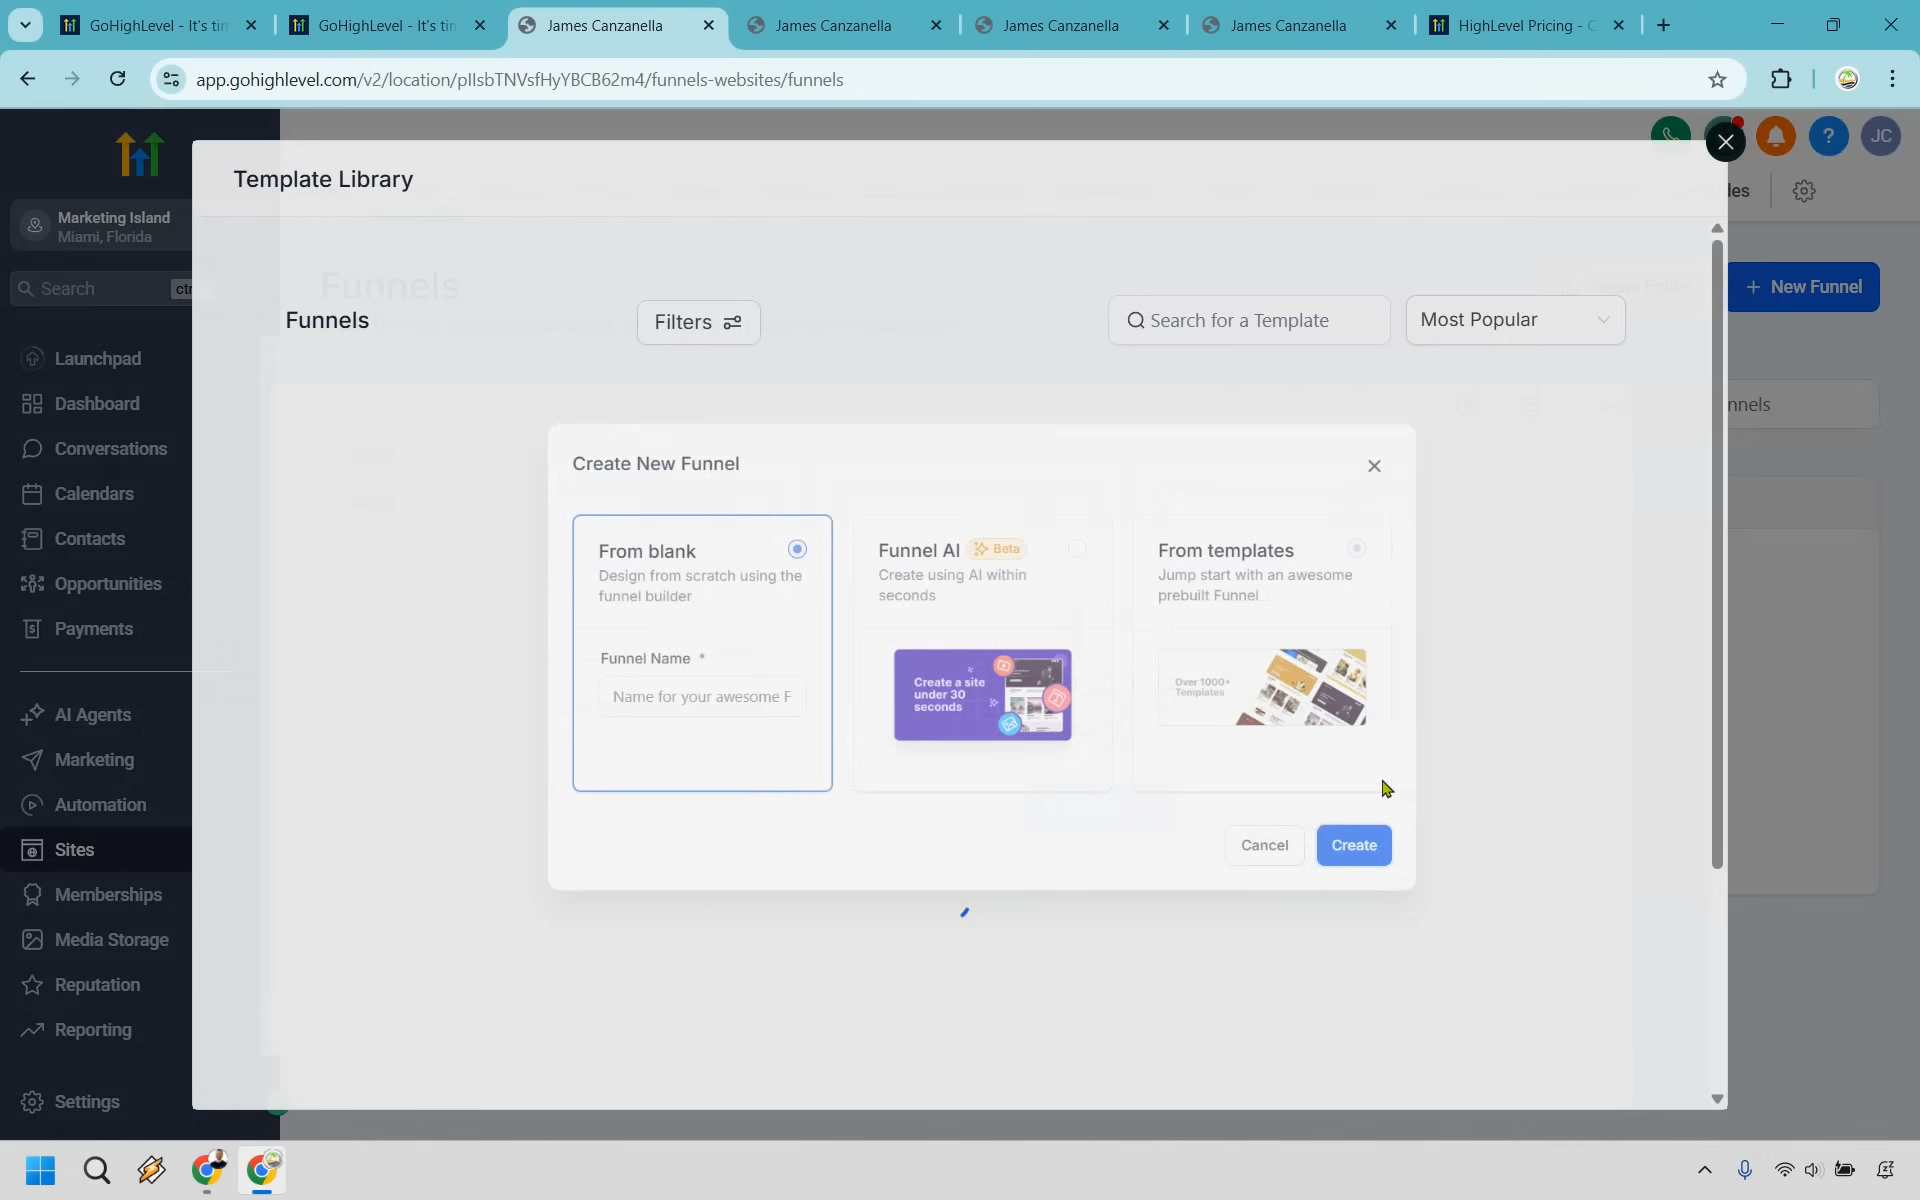 GoHighLevel - It's tin
GoHighLevel - It's tin
James Canzanella
James Canzanella
James Canzanella
James Canzanella
HighLevel Pricing - C
app.gohighlevel.com/v2/location/pIIsbTNVsfHyYBCB62m4/funnels-websites/funnels
JC
Template Library
Marketing Island
Miami, Florida
Search
ctr
Funnels
New Funnel
Funnels
Filters
Search for a Template
Most Popular
Launchpad
Dashboard
nnels
Conversations
Calendars
Contacts
Opportunities
Payments
AI Agents
Marketing
Automation
Sites
Memberships
Media Storage
Reputation
Reporting
Settings
Create New Funnel
From blank
Design from scratch using the
funnel builder
Funnel Name *
Name for your awesome F
Funnel AI
Beta
Create using AI within
seconds
Create a site
under 30
seconds
From templates
Jump start with an awesome
prebuilt Funnel
Over 1000+
Templates
Cancel
Create